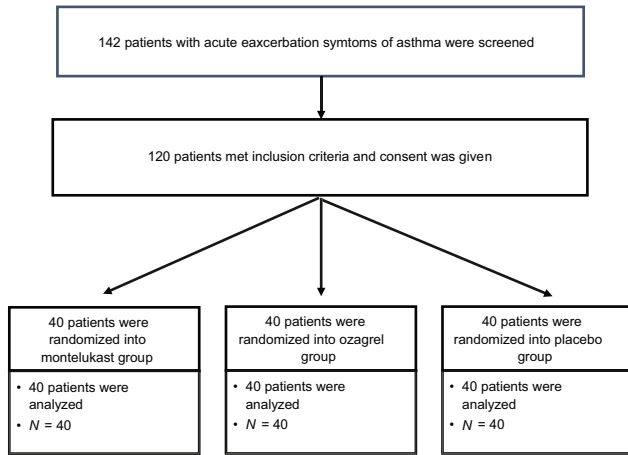 142 patients with acute eaxcerbation symtoms of asthma were screened
120 patients met inclusion criteria and consent was given
40 patients were
randomized into
montelukast group
• 40 patients were
analyzed
• N = 40
40 patients were
randomized into ozagrel
group
• 40 patients were
analyzed
• N = 40
40 patients were
randomized into placebo
group
• 40 patients were
analyzed
• N = 40